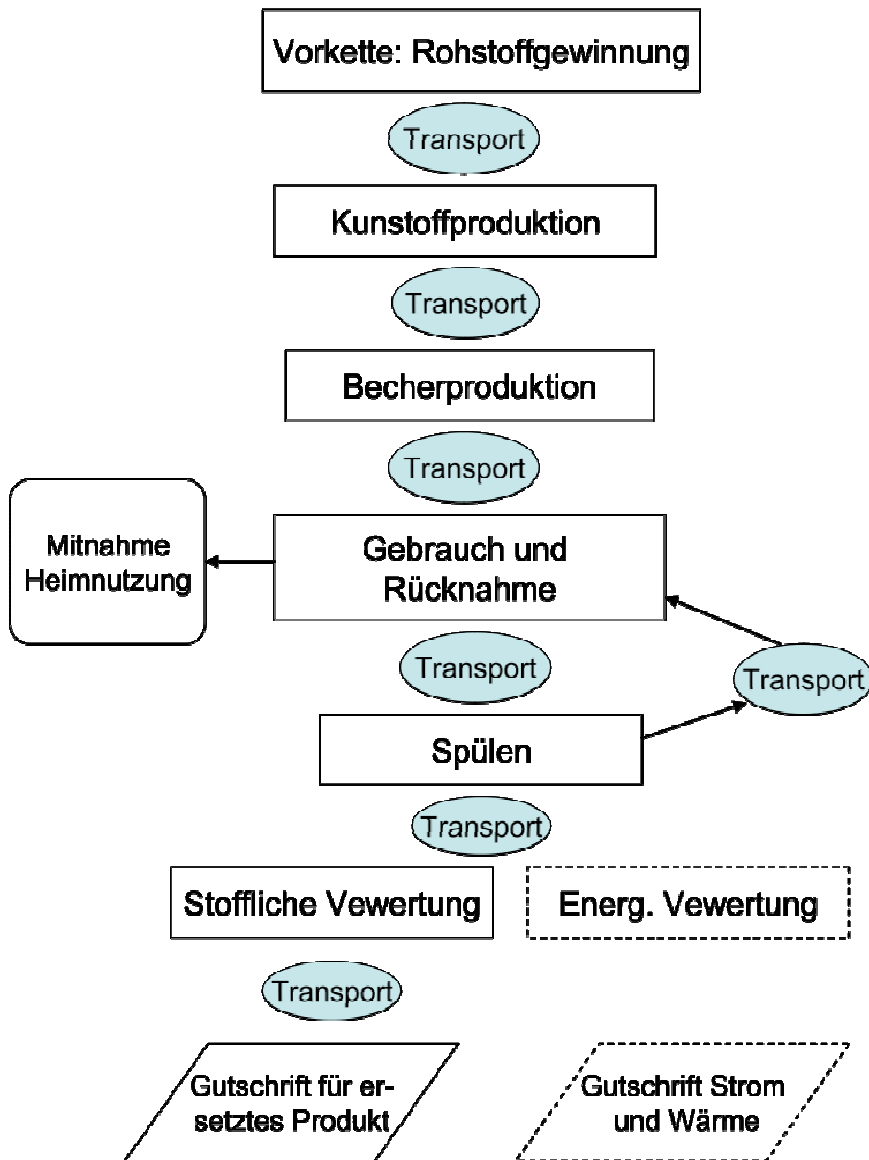 Vorkette: Rohstoffgewinnung
Transport
Kunstoffproduktion
Transport
Becherproduktion
Transport
Mitnahme
Heimnutzung
Gebrauch und
Rücknahme
Transport
Transport
Spülen
Transport
Stoffliche Vewertung
Energ. Vewertung
Transport
Gutschrift für er-
setztes Produkt
Gutschrift Strom
und Wärme